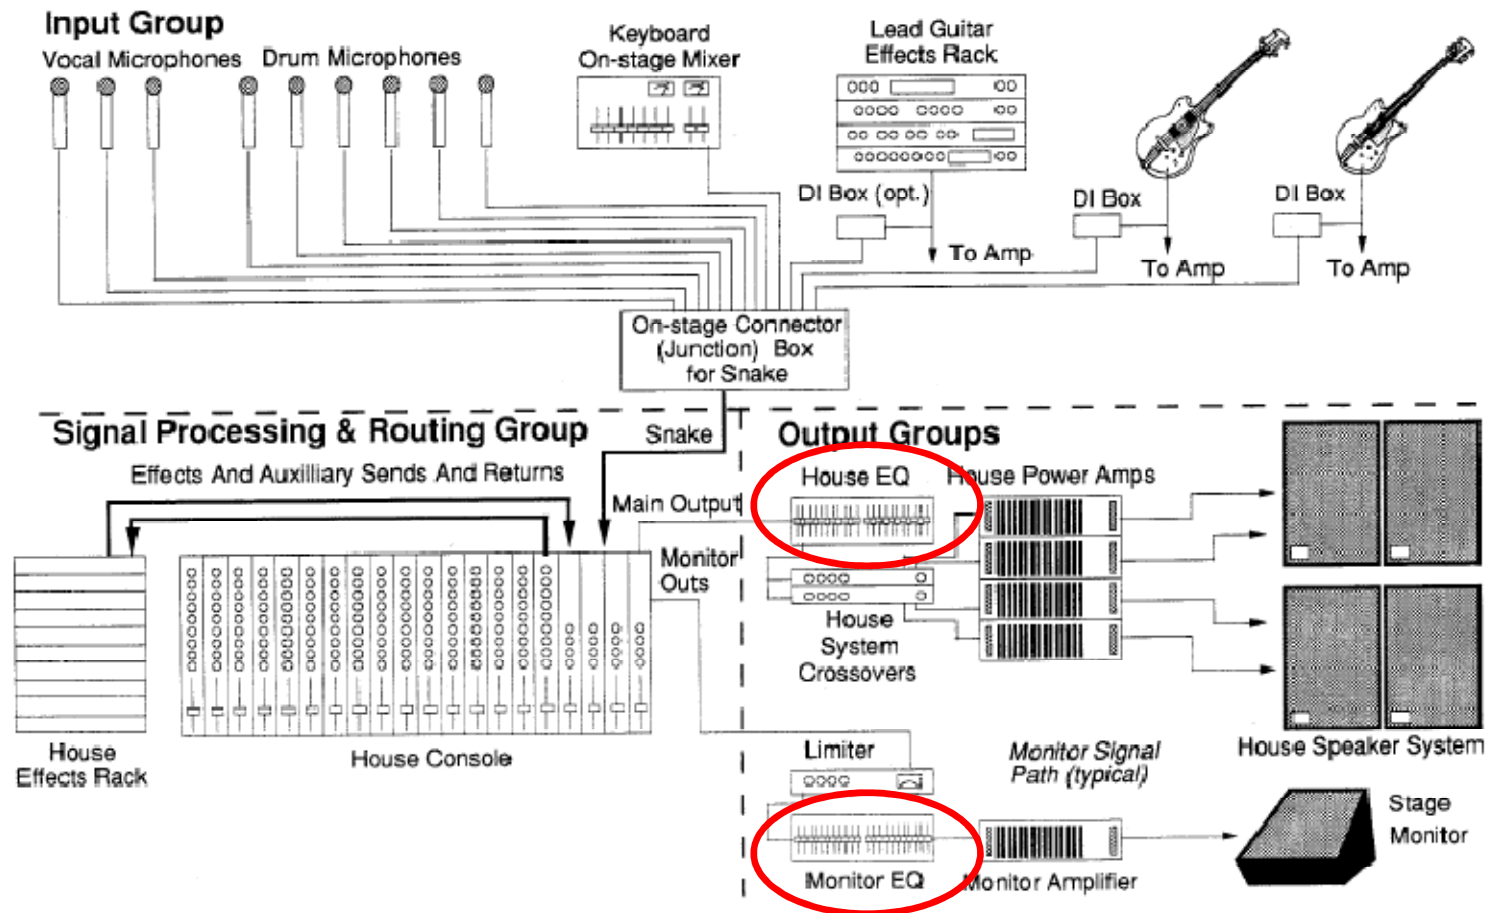 Input Group
Vocal Microphones
Drum Microphones
Keyboard
On-stage Mixer
Lead Guitar
Effects Rack
DI Box (opt.)
To Amp
DI Box
To Amp
DI Box
To Amp
On-stage Connector
(Junction) Box
for Snake
Signal Processing & Routing Group
Snake
Effects And Auxilliary Sends And Returns
Main Output
Monitor
Outs
House
Effects Rack
House Console
Output Groups
House EQ
House Power Amps
House
System
Crossovers
House Speaker System
Limiter
Monitor Signal
Path (typical)
Stage
Monitor
Monitor EQ
Monitor Amplifier